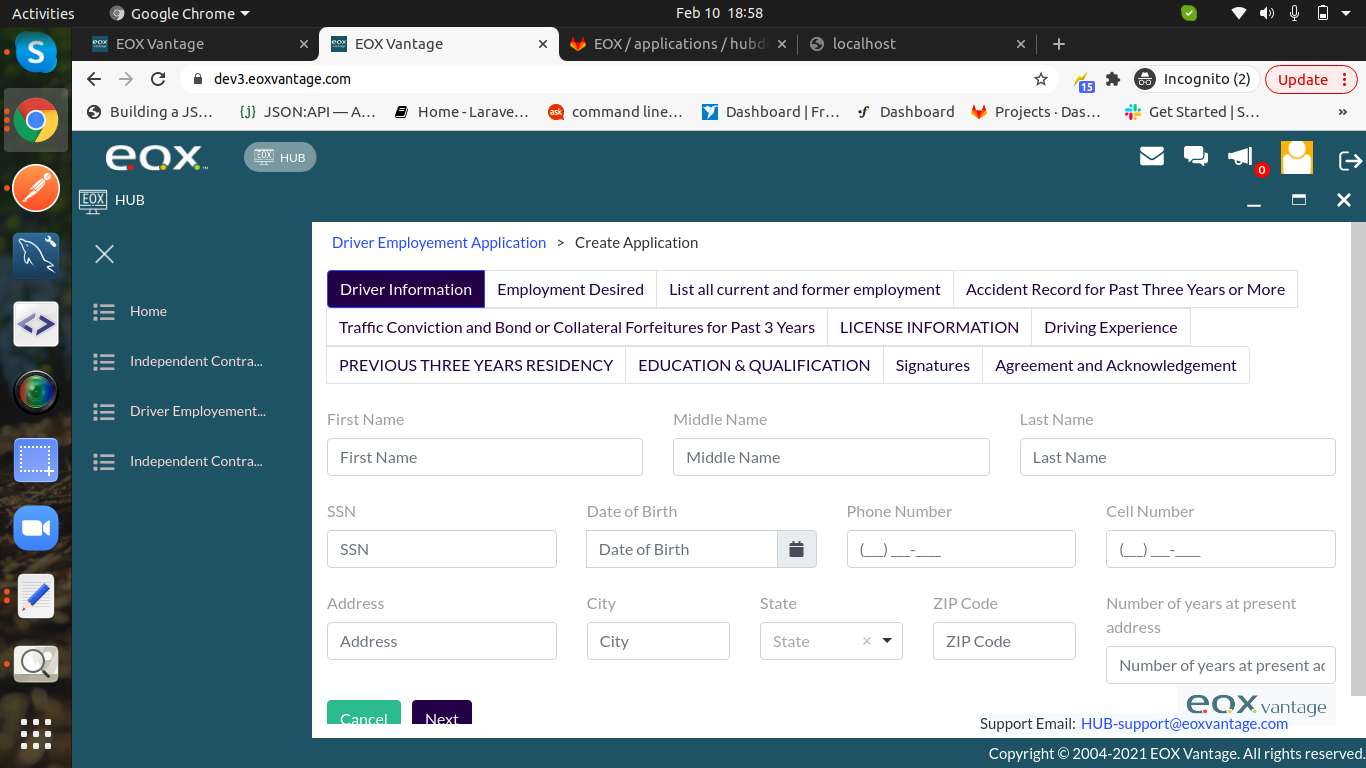 Activities Google Chrome Feb 10 18:58
EOX Vantage EOX Vantage EOX / applications / hubd localhost
dev3.eoxvantage.com 15 Incognito (2) Update
Building a JS… {;} JSON:API — A… Home - Larave… ask command line… Dashboard | Fr… Dashboard Projects · Das… Get Started | S… »
eox™ EOX HUB 0
EOX HUB
Driver Employement Application > Create Application
Driver Information Employment Desired List all current and former employment Accident Record for Past Three Years or More
Traffic Conviction and Bond or Collateral Forfeitures for Past 3 Years LICENSE INFORMATION Driving Experience
PREVIOUS THREE YEARS RESIDENCY EDUCATION & QUALIFICATION Signatures Agreement and Acknowledgement
Home
Independent Contra...
Driver Employement...
Independent Contra...
First Name Middle Name Last Name
First Name Middle Name Last Name
SSN Date of Birth Phone Number Cell Number
SSN Date of Birth (___) ___-____ (___) ___-____
Address City State ZIP Code Number of years at present
address
Address City State × ZIP Code Number of years at present ad
Cancel Next
eox vantage
Support Email: HUB-support@eoxvantage.com
Copyright © 2004-2021 EOX Vantage. All rights reserved.